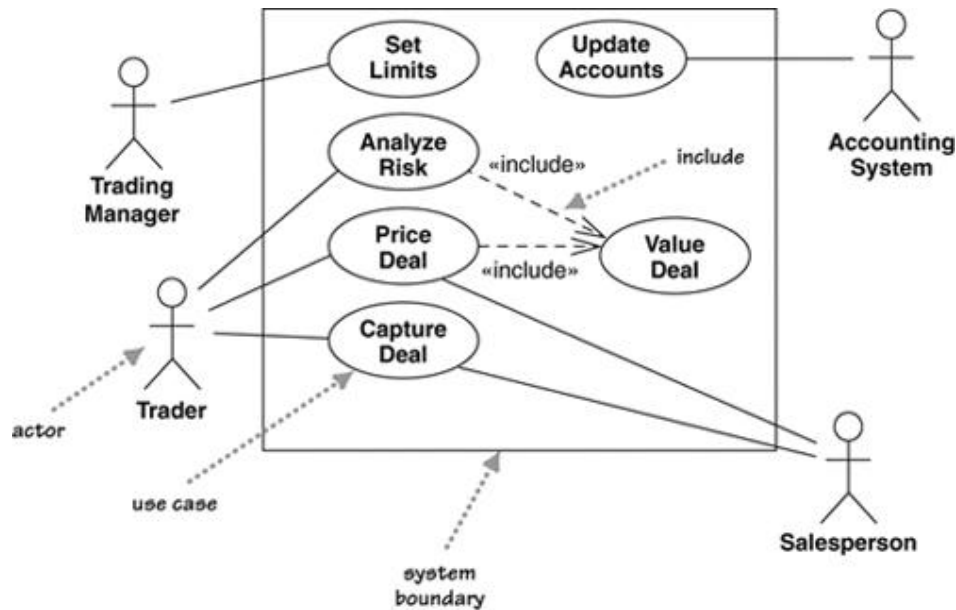 Set
Limits
Update
Accounts
Trading
Manager
Accounting
System
Analyze
Risk
«include»
include
Price
Deal
«include»
Value
Deal
Capture
Deal
Trader
actor
use case
system
boundary
Salesperson